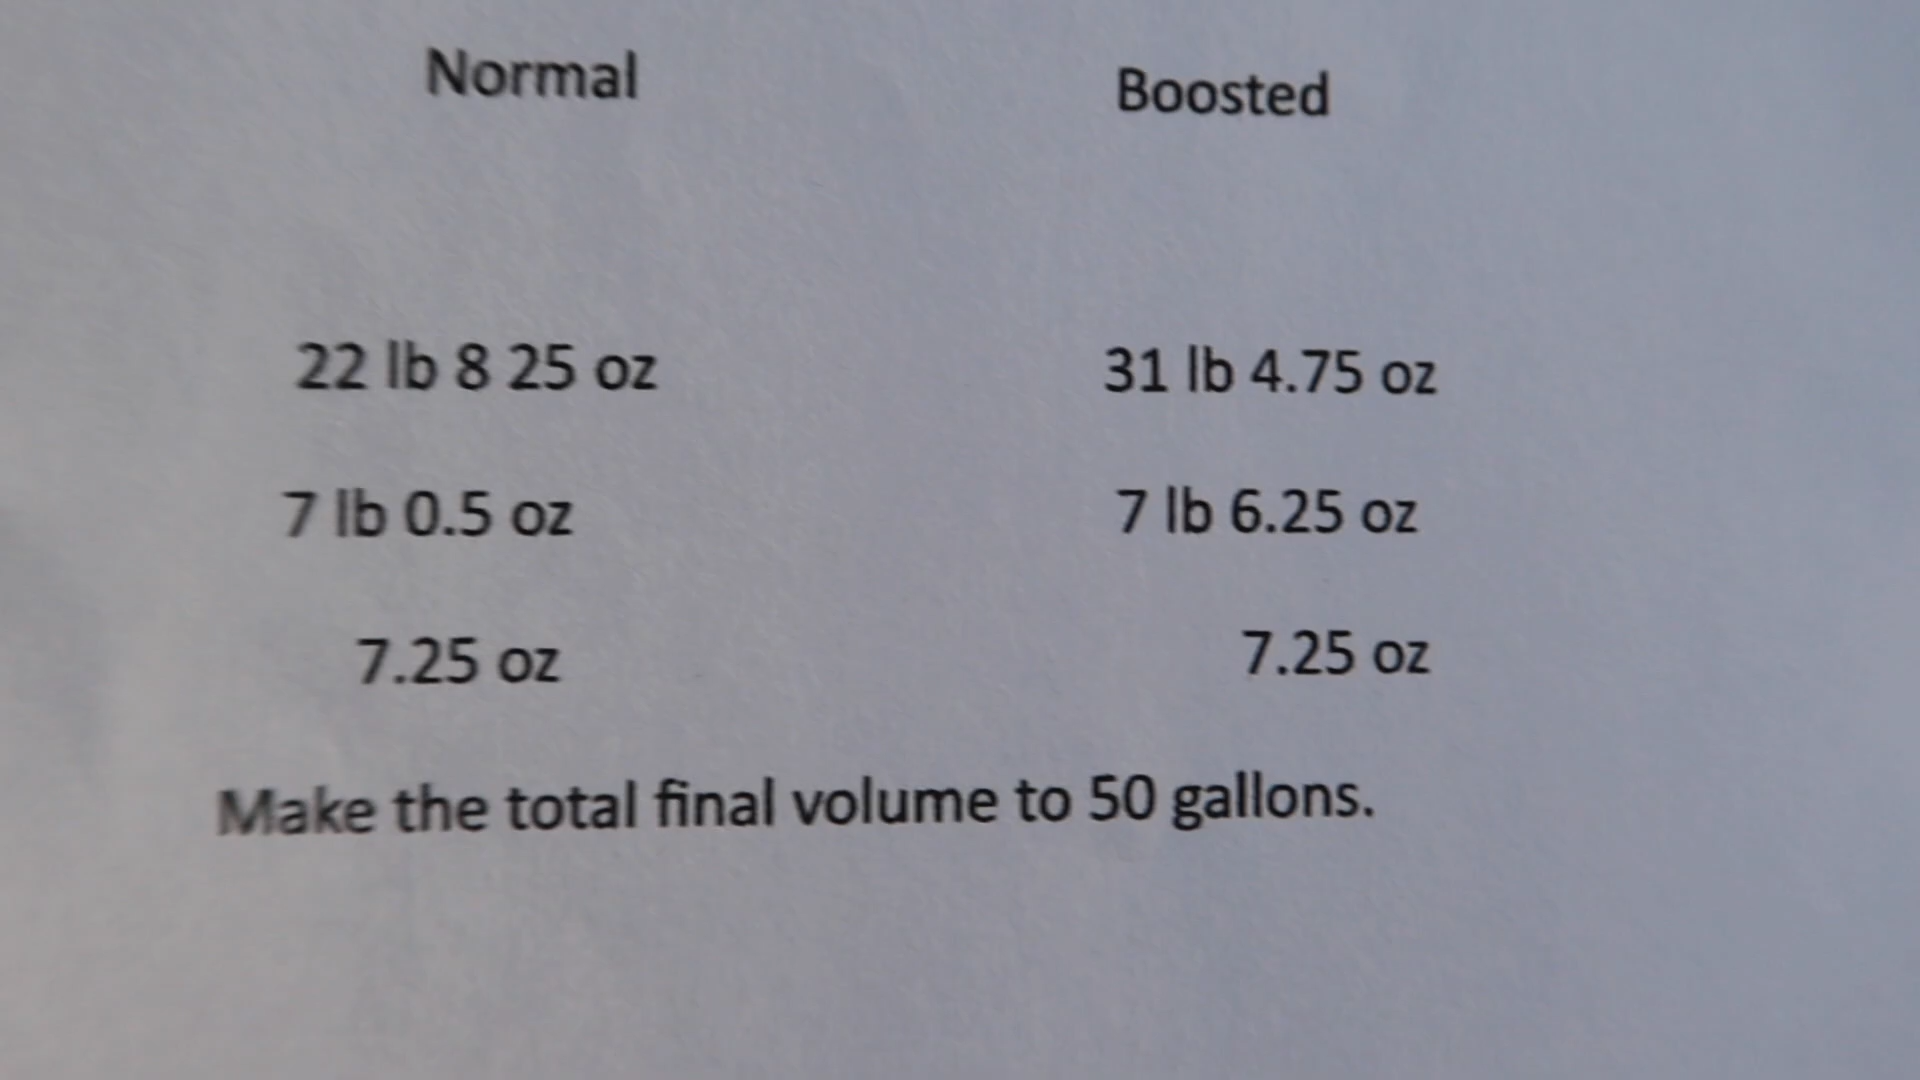 Normal Boosted
22 lb 8 25 oz 31 lb 4.75 oz
7 lb 0.5 oz 7 lb 6.25 oz
7.25 oz 7.25 oz
Make the total final volume to 50 gallons.